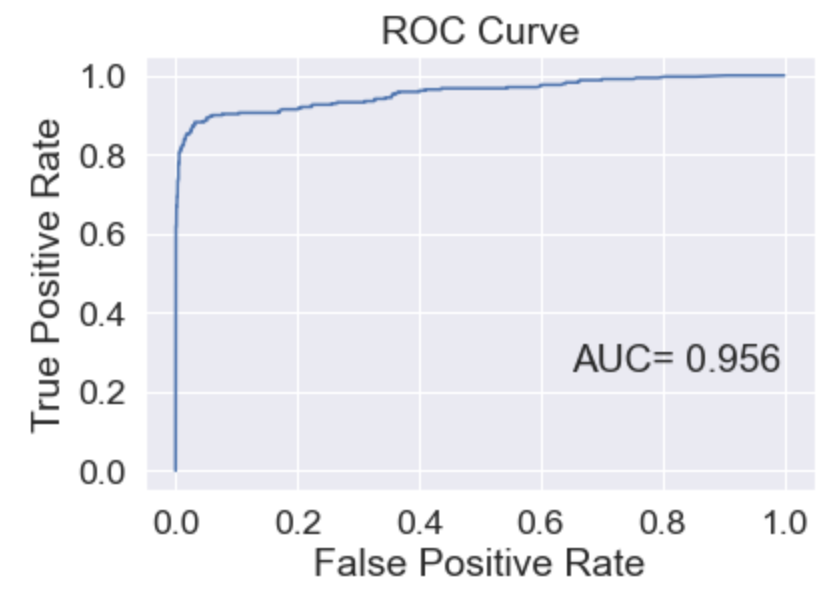 ROC Curve
True Positive Rate
1.0
0.8
0.6
0.4
0.2
0.0
AUC= 0.956
0.0 0.2 0.4 0.6 0.8 1.0
False Positive Rate